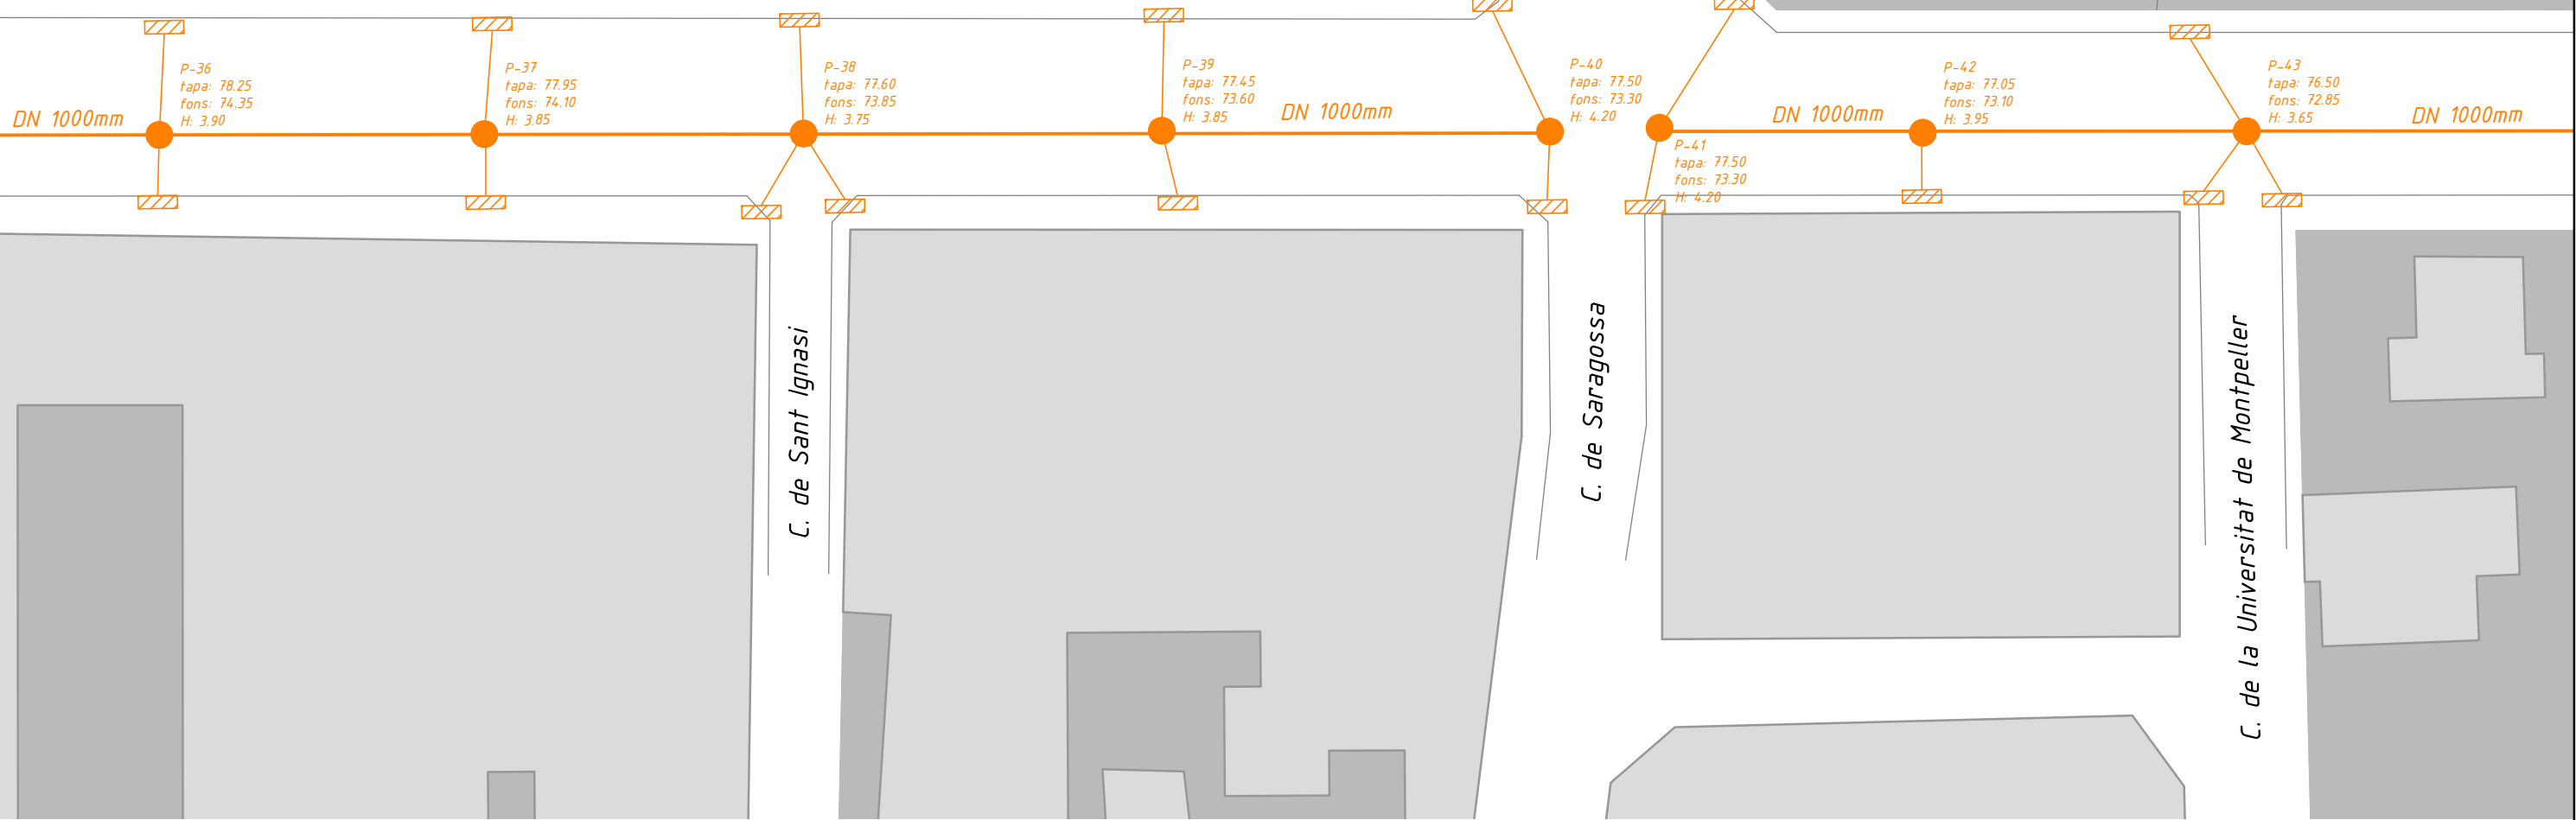 P-36
tapa: 78.25
fons: 74.35
H: 3.90
P-37
tapa: 77.95
fons: 74.10
H: 3.85
P-38
tapa: 77.60
fons: 73.85
H: 3.75
P-39
tapa: 77.45
fons: 73.60
H: 3.85
P-40
tapa: 77.50
fons: 73.30
H: 4.20
P-42
tapa: 77.05
fons: 73.10
H: 3.95
P-43
tapa: 76.50
fons: 72.85
H: 3.65
DN 1000mm
DN 1000mm
DN 1000mm
DN 1000mm
P-41
tapa: 77.50
fons: 73.30
H: 4.20
C. de Sant Ignasi
C. de Saragossa
C. de la Universitat de Montpeller